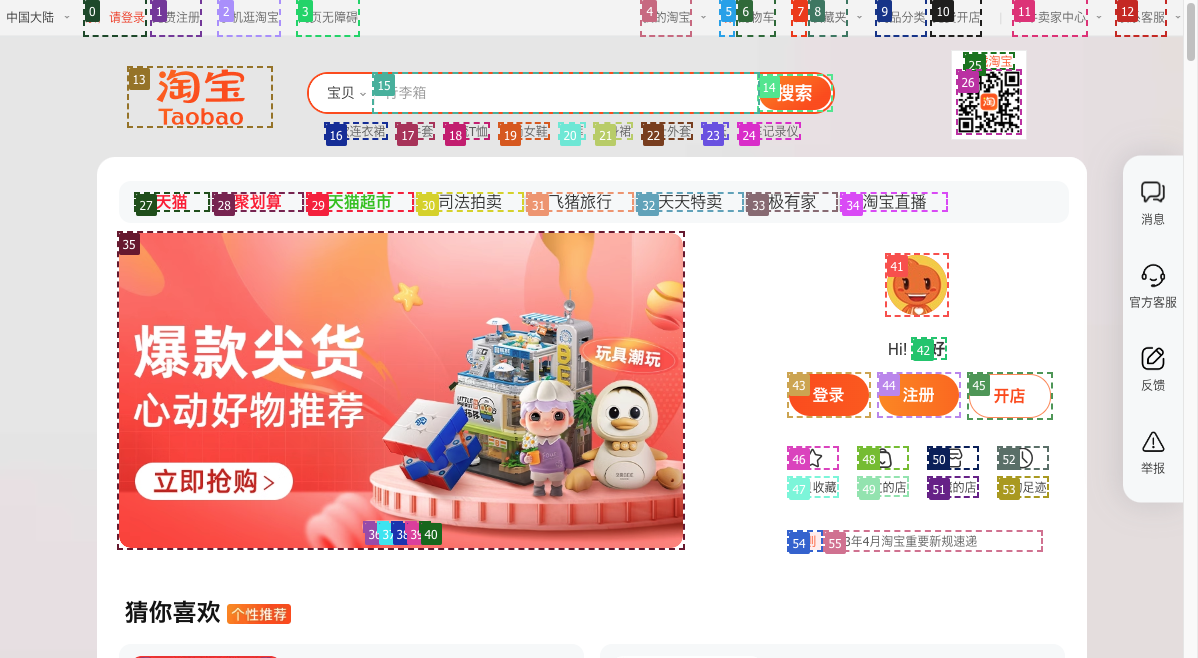 中国大陆 0 请登录 1 费注册 2 机逛淘宝 3 页无障碍 4 的淘宝 5 6 物车 7 8 藏夹 9 品分类 10 费开店 11 牛卖家中心 12 系客服
13 淘宝
Taobao
宝贝 15 行李箱 14 搜索
25 淘宝
26 淘
16 连衣裙 17 套 18 T恤 19 女鞋 20 21 裙 22 外套 23 24 记录仪
27 天猫 28 聚划算 29 天猫超市 30 司法拍卖 31 飞猪旅行 32 天天特卖 33 极有家 34 淘宝直播
35
爆款尖货
心动好物推荐
立即抢购 >
玩具潮玩
36 37 38 39 40
41
Hi! 42 好
43 登录 44 注册 45 开店
46 48 50 52
47 收藏 49 的店 51 的店 53 足迹
54 55 3年4月淘宝重要新规速递
消息
官方客服
反馈
举报
猜你喜欢 个性推荐